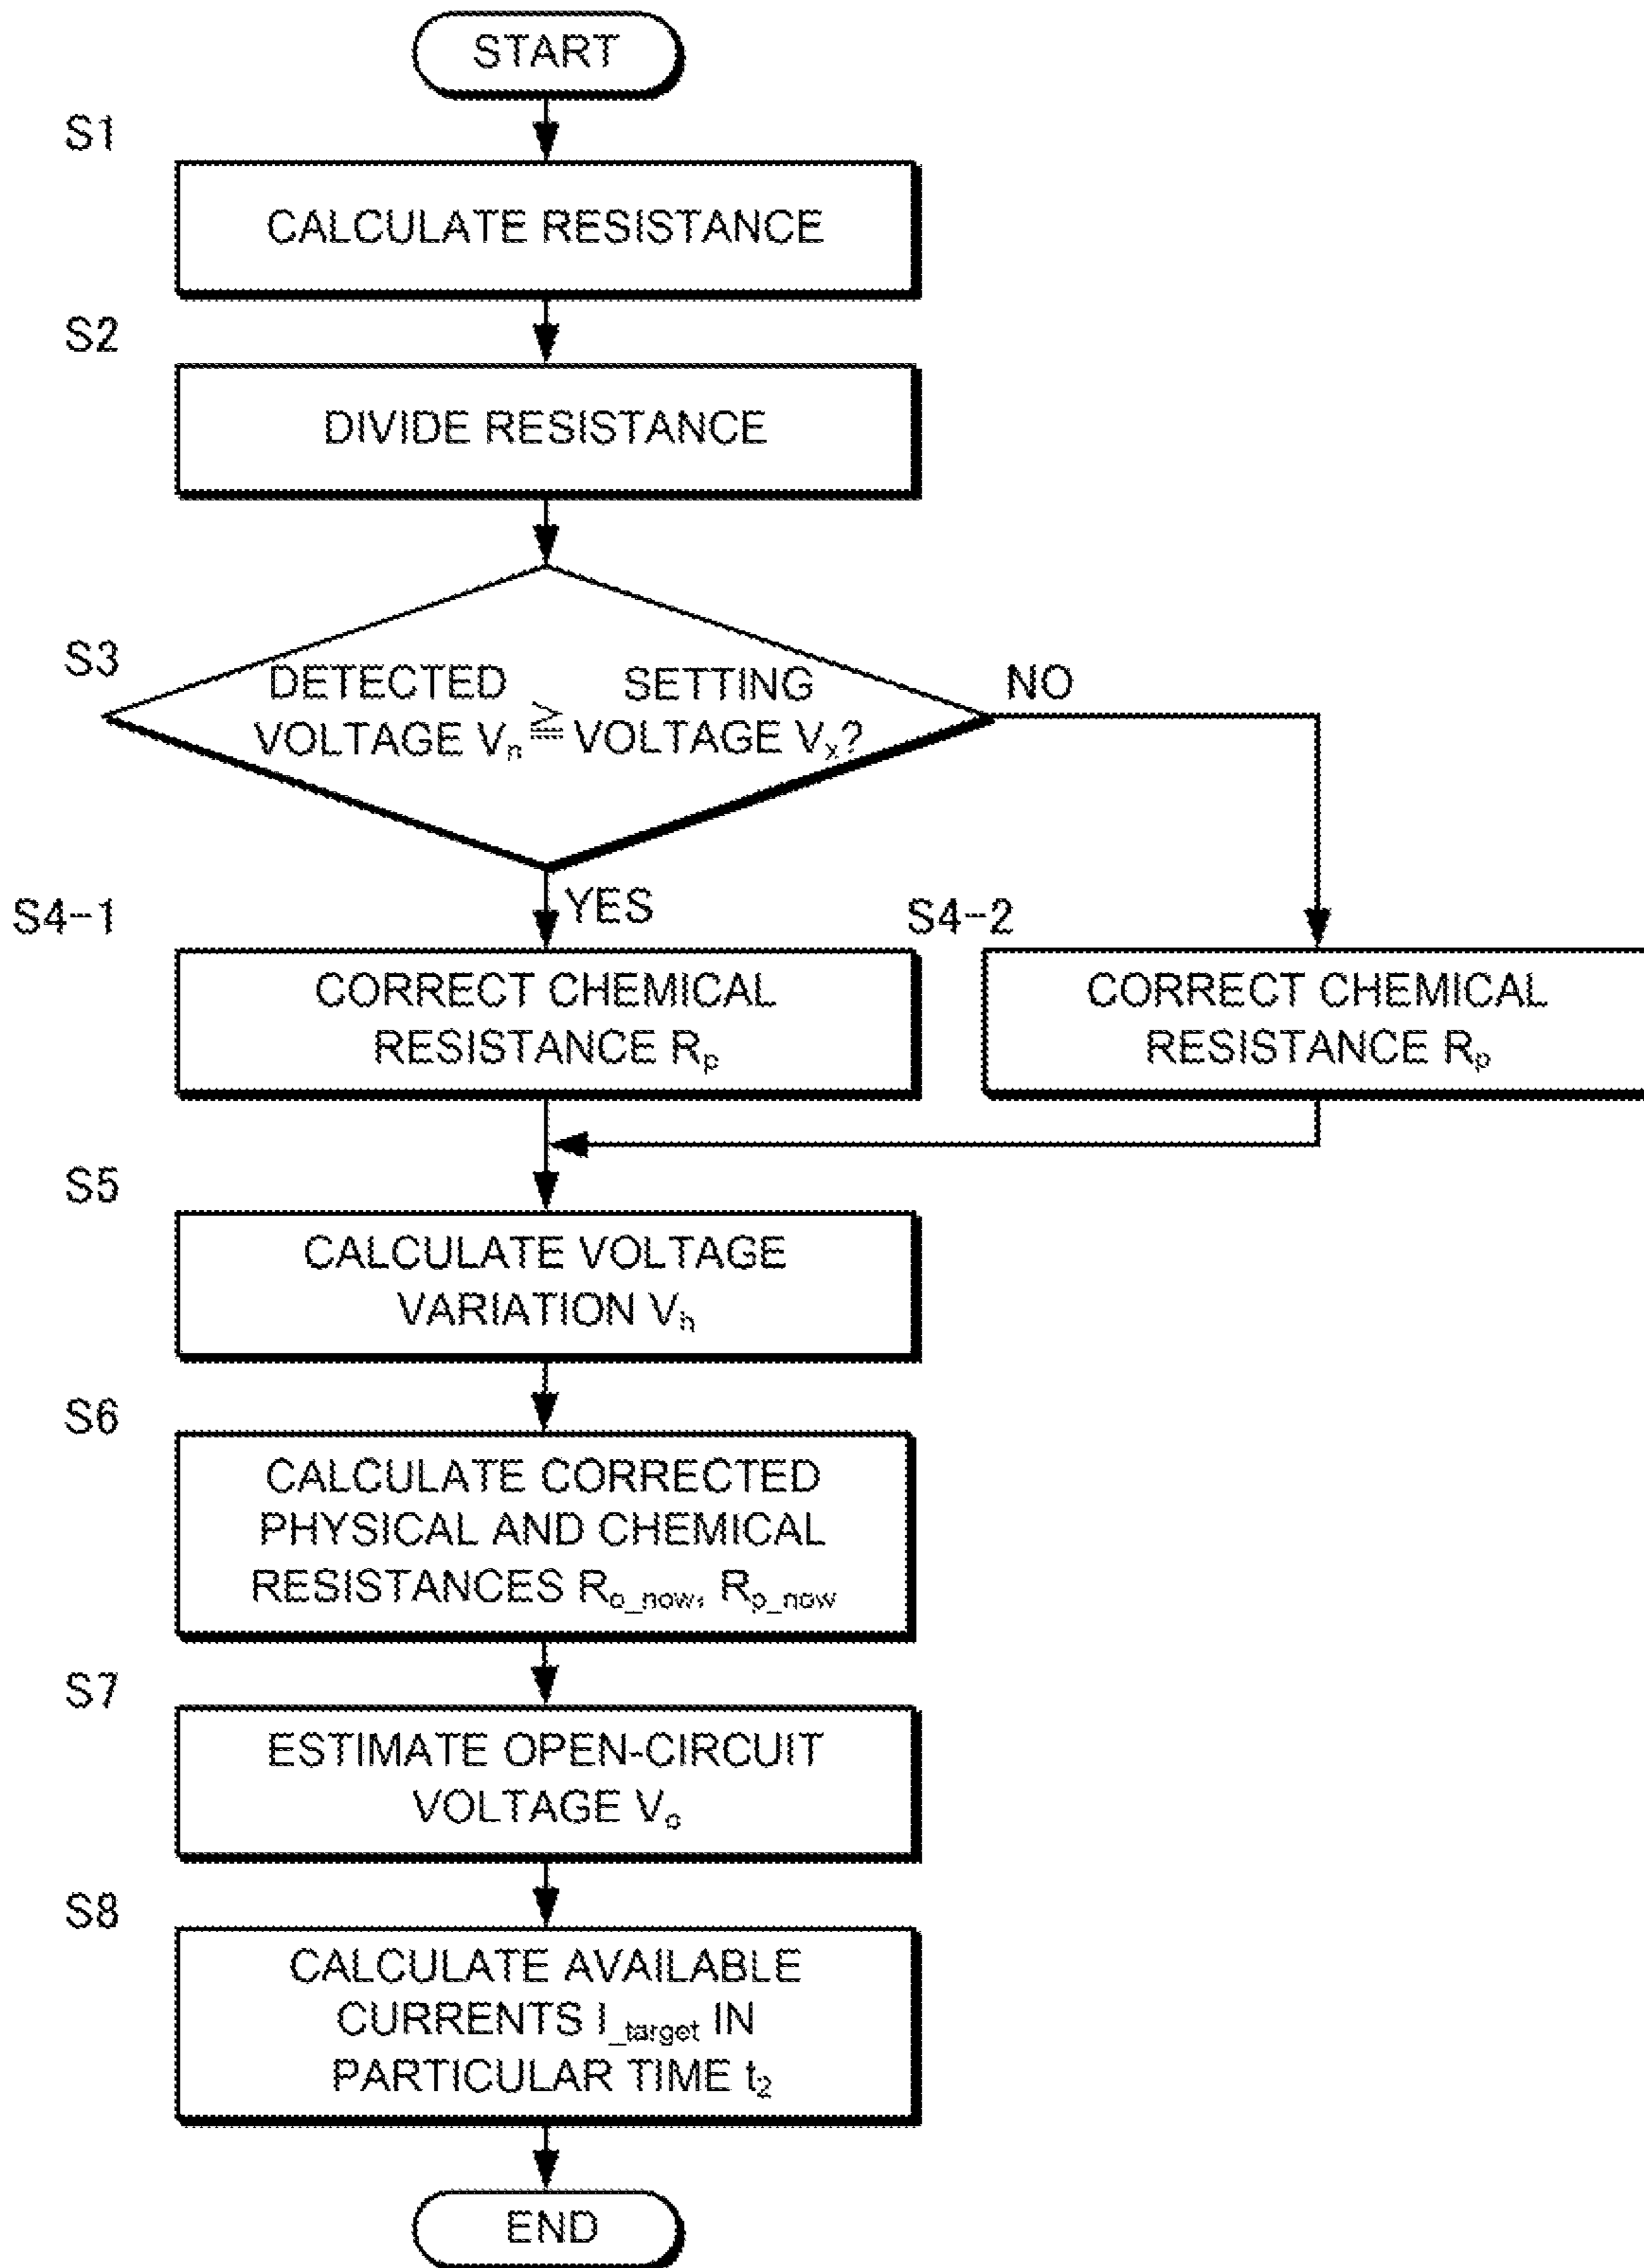 START
S1
CALCULATE RESISTANCE
S2
DIVIDE RESISTANCE
S3
DETECTED VOLTAGE Vn ≧ SETTING VOLTAGE Vx?
NO
YES
S4-1
CORRECT CHEMICAL
RESISTANCE Rp
S4-2
CORRECT CHEMICAL
RESISTANCE Rp
S5
CALCULATE VOLTAGE
VARIATION Vh
S6
CALCULATE CORRECTED
PHYSICAL AND CHEMICAL
RESISTANCES Ro_now, Rp_now
S7
ESTIMATE OPEN-CIRCUIT
VOLTAGE Vo
S8
CALCULATE AVAILABLE
CURRENTS I_target IN
PARTICULAR TIME t2
END